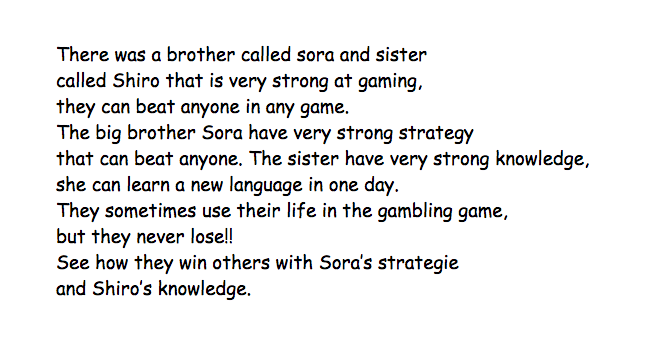 There was a brother called sora and sister
called Shiro that is very strong at gaming,
they can beat anyone in any game.
The big brother Sora have very strong strategy
that can beat anyone. The sister have very strong knowledge,
she can learn a new language in one day.
They sometimes use their life in the gambling game,
but they never lose!!
See how they win others with Sora's strategie
and Shiro's knowledge.